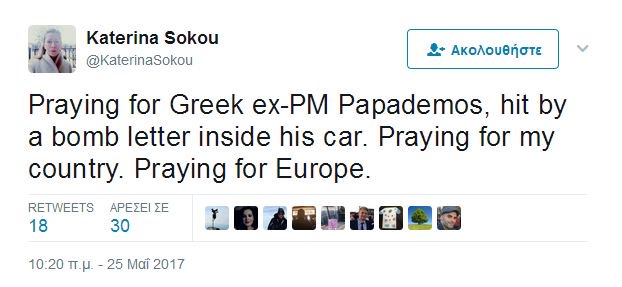 Katerina Sokou
@KaterinaSokou
Ακολουθήστε
Praying for Greek ex-PM Papademos, hit by
a bomb letter inside his car. Praying for my
country. Praying for Europe.
RETWEETS ΑΡΕΣΕΙ ΣΕ
18 30
10:20 π.μ. - 25 Μαΐ 2017